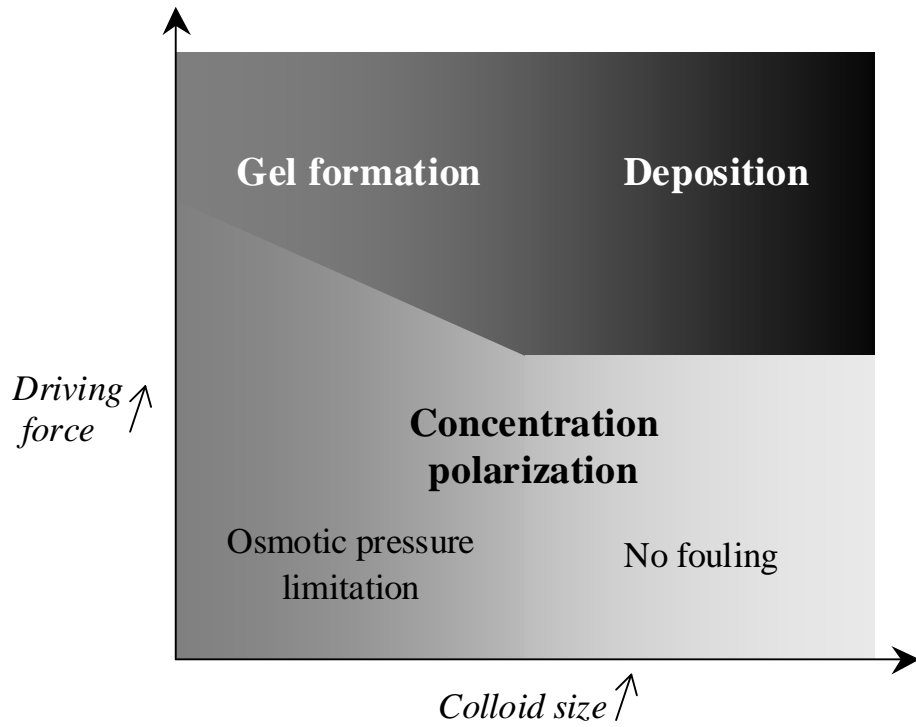 Gel formation
Deposition
Driving
force
Concentration
polarization
Osmotic pressure
limitation
No fouling
Colloid size